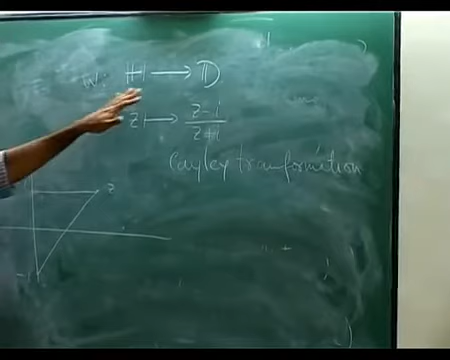 W: ℍ ⟶ 𝔻
z ⟼ z-i/z+i
Cayley transformation
z